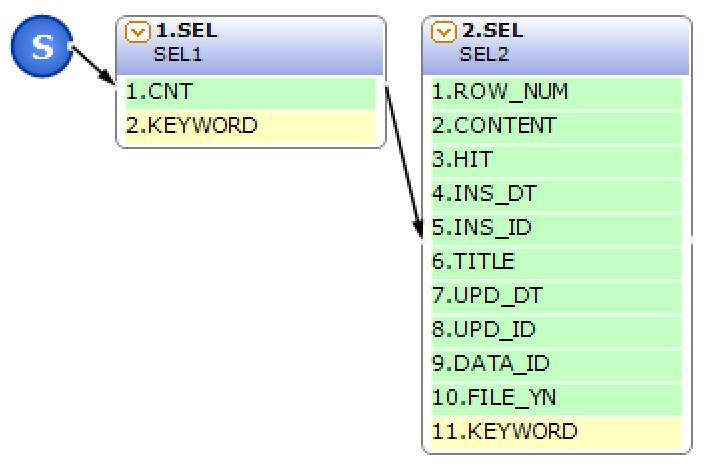 S
1.SEL
SEL1
1.CNT
2.KEYWORD
2.SEL
SEL2
1.ROW_NUM
2.CONTENT
3.HIT
4.INS_DT
5.INS_ID
6.TITLE
7.UPD_DT
8.UPD_ID
9.DATA_ID
10.FILE_YN
11.KEYWORD